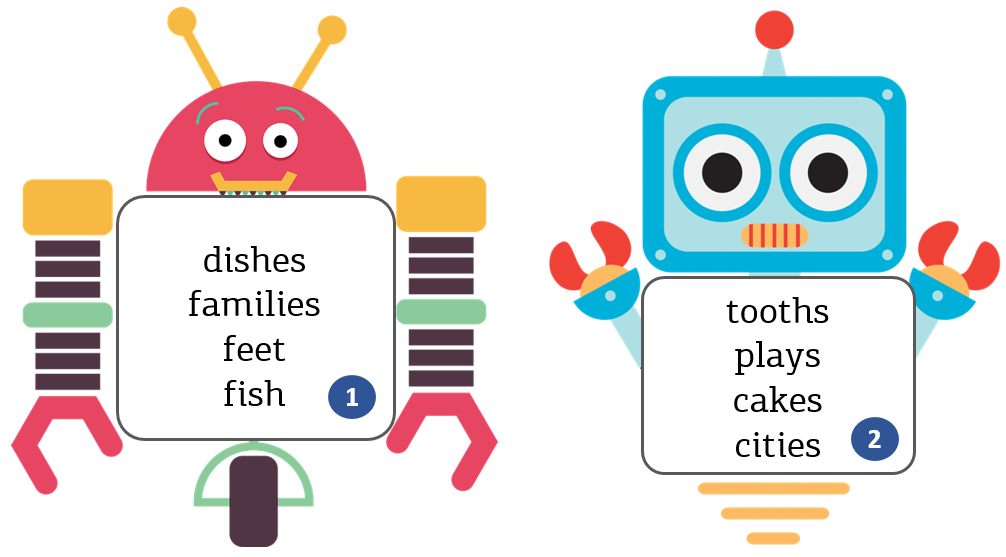 dishes
families
feet
fish
1
tooths
plays
cakes
cities
2